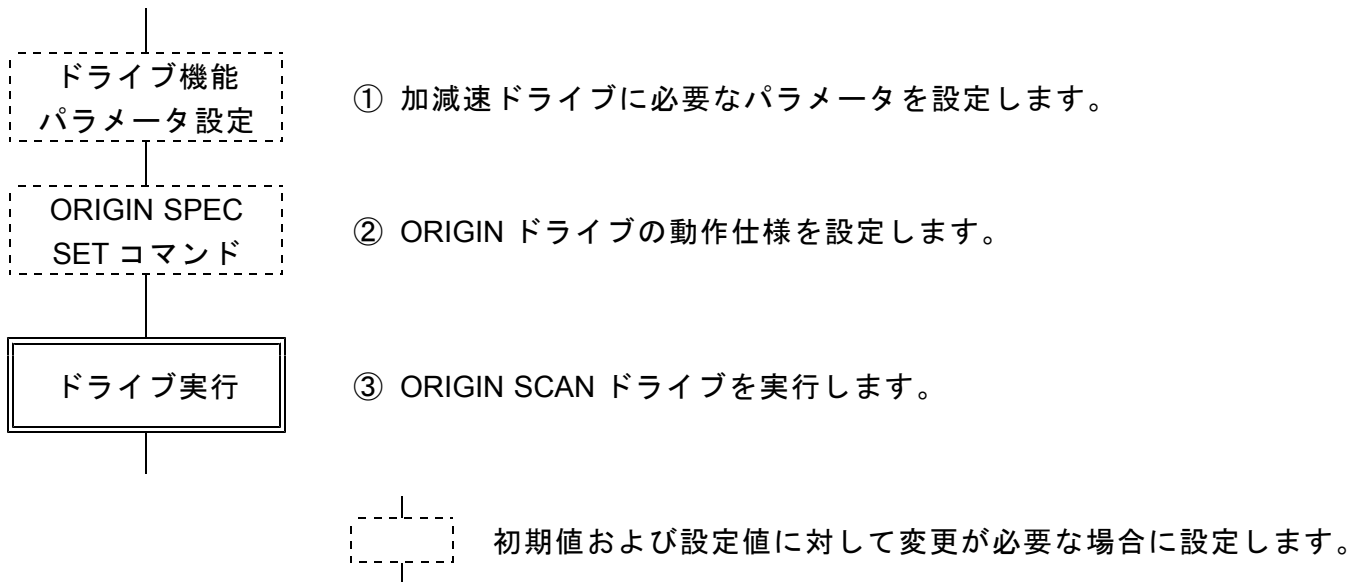 ドライブ機能
パラメータ設定
① 加減速ドライブに必要なパラメータを設定します。
ORIGIN SPEC
SET コマンド
② ORIGIN ドライブの動作仕様を設定します。
ドライブ実行
③ ORIGIN SCAN ドライブを実行します。
初期値および設定値に対して変更が必要な場合に設定します。